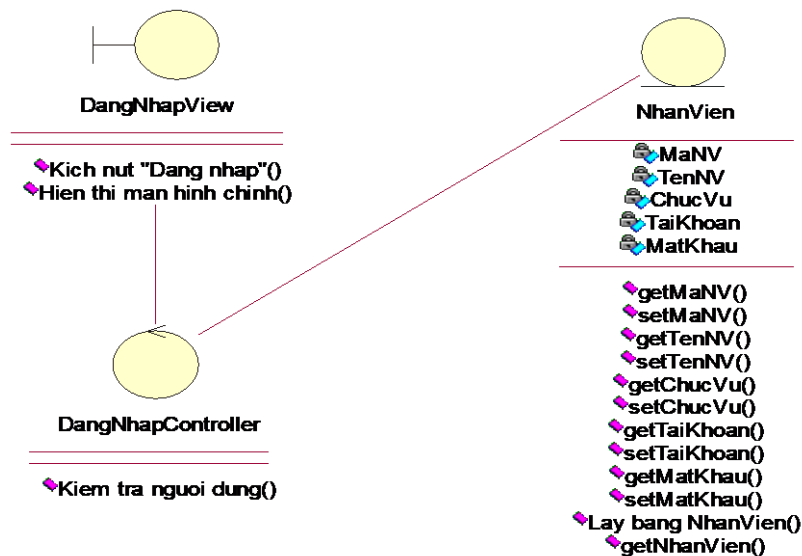 DangNhapView
Kich nut "Dang nhap"()
Hien thi man hinh chinh()
DangNhapController
Kiem tra nguoi dung()
NhanVien
MaNV
TenNV
ChucVu
TaiKhoan
MatKhau
getMaNV()
setMaNV()
getTenNV()
setTenNV()
getChucVu()
setChucVu()
getTaiKhoan()
setTaiKhoan()
getMatKhau()
setMatKhau()
Lay bang NhanVien()
getNhanVien()